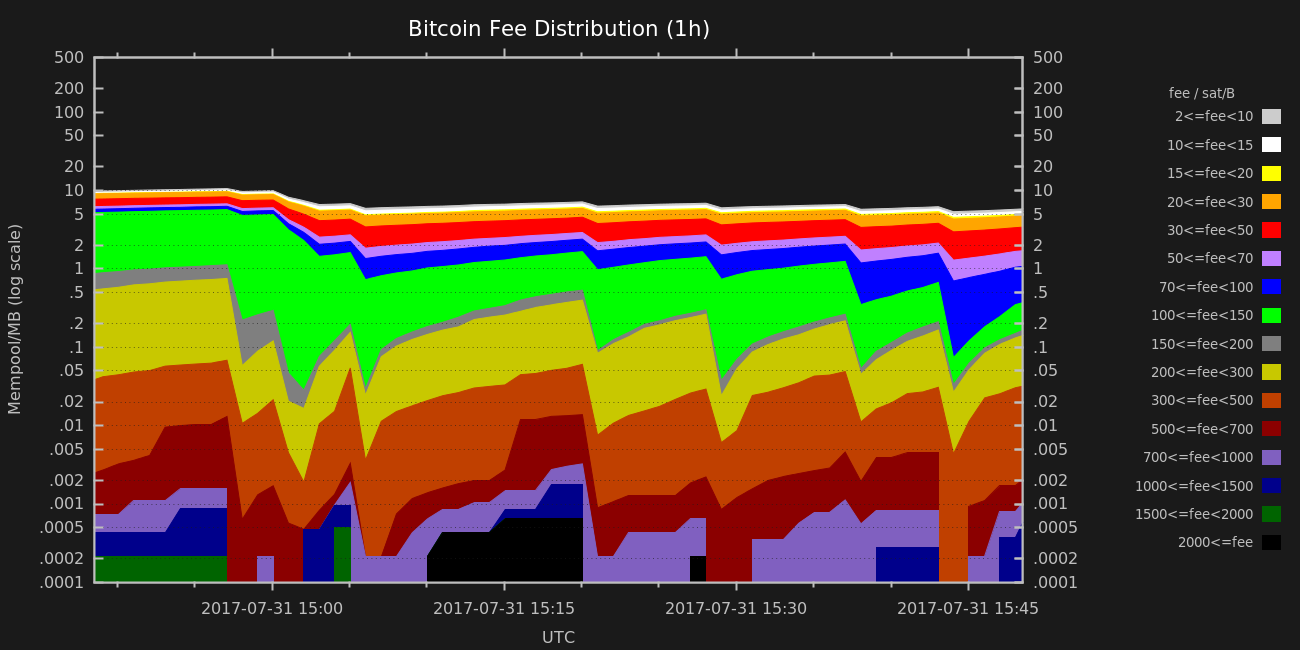 Bitcoin Fee Distribution (1h)
Mempool/MB (log scale)
500
200
100
50
20
10
5
2
1
.5
.2
.1
.05
.02
.01
.005
.002
.001
.0005
.0002
.0001
500
200
100
50
20
10
5
2
1
.5
.2
.1
.05
.02
.01
.005
.002
.001
.0005
.0002
.0001
fee / sat/B
2<=fee<10
10<=fee<15
15<=fee<20
20<=fee<30
30<=fee<50
50<=fee<70
70<=fee<100
100<=fee<150
150<=fee<200
200<=fee<300
300<=fee<500
500<=fee<700
700<=fee<1000
1000<=fee<1500
1500<=fee<2000
2000<=fee
2017-07-31 15:00 2017-07-31 15:15 2017-07-31 15:30 2017-07-31 15:45
UTC